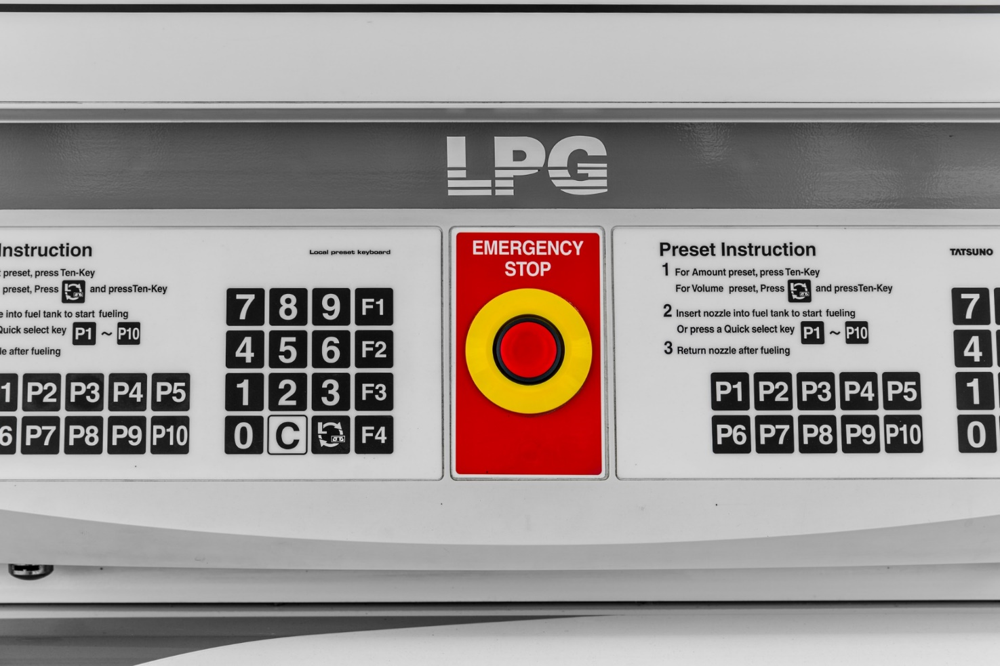 LPG
Instruction
Local preset keyboard
preset, press Ten-Key
preset, Press and pressTen-Key
into fuel tank to start fueling
Quick select key P1 ~ P10
after fueling
7 8 9 F1
4 5 6 F2
1 2 3 F3
0 C F4
1 P2 P3 P4 P5
6 P7 P8 P9 P10
EMERGENCY
STOP
Preset Instruction
TATSUNO
1 For Amount preset, press Ten-Key
For Volume preset, Press and pressTen-Key
2 Insert nozzle into fuel tank to start fueling
Or press a Quick select key P1 ~ P10
3 Return nozzle after fueling
P1 P2 P3 P4 P5
P6 P7 P8 P9 P10
7
4
1
0